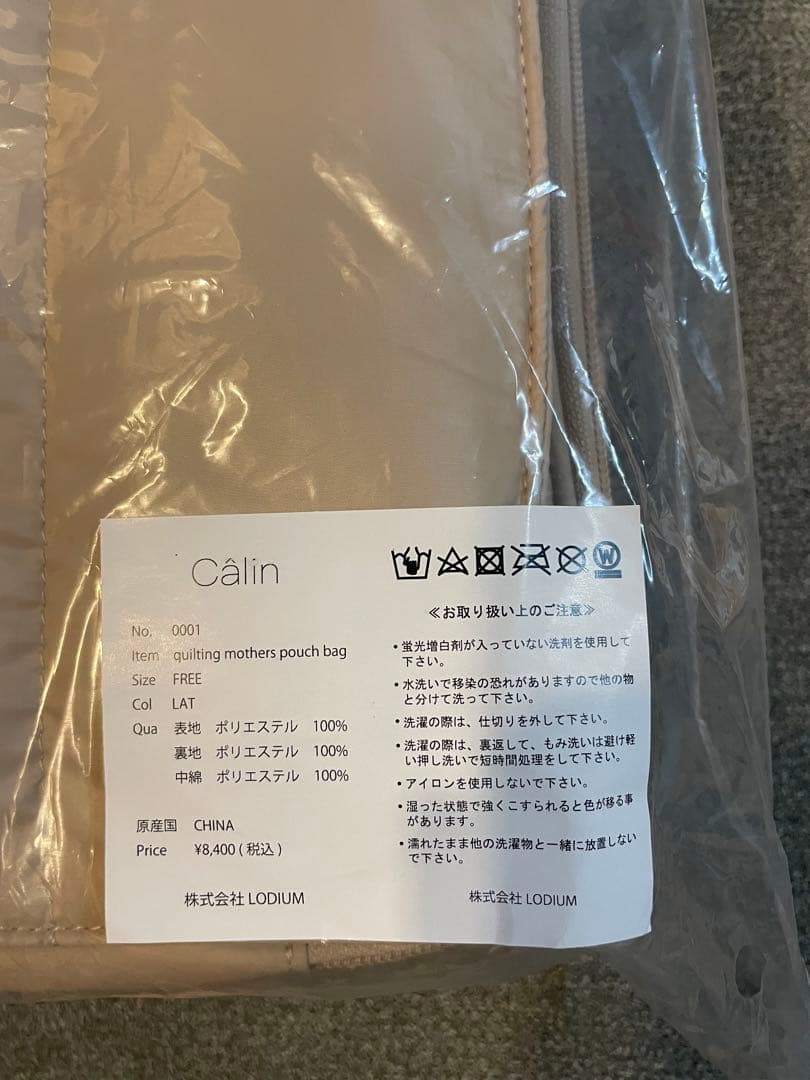 Câlin
No. 0001
Item quilting mothers pouch bag
Size FREE
Col LAT
Qua 表地 ポリエステル 100%
裏地 ポリエステル 100%
中綿 ポリエステル 100%
原産国 CHINA
Price ¥8,400 (税込)
株式会社 LODIUM
W
≪お取り扱い上のご注意≫
・蛍光増白剤が入っていない洗剤を使用して
下さい。
・水洗いで移染の恐れがありますので他の物
と分けて洗って下さい。
・洗濯の際は、仕切りを外して下さい。
・洗濯の際は、裏返して、もみ洗いは避け軽
い押し洗いで短時間処理をして下さい。
・アイロンを使用しないで下さい。
・湿った状態で強くこすられると色が移る事
があります。
・濡れたまま他の洗濯物と一緒に放置しない
で下さい。
株式会社 LODIUM